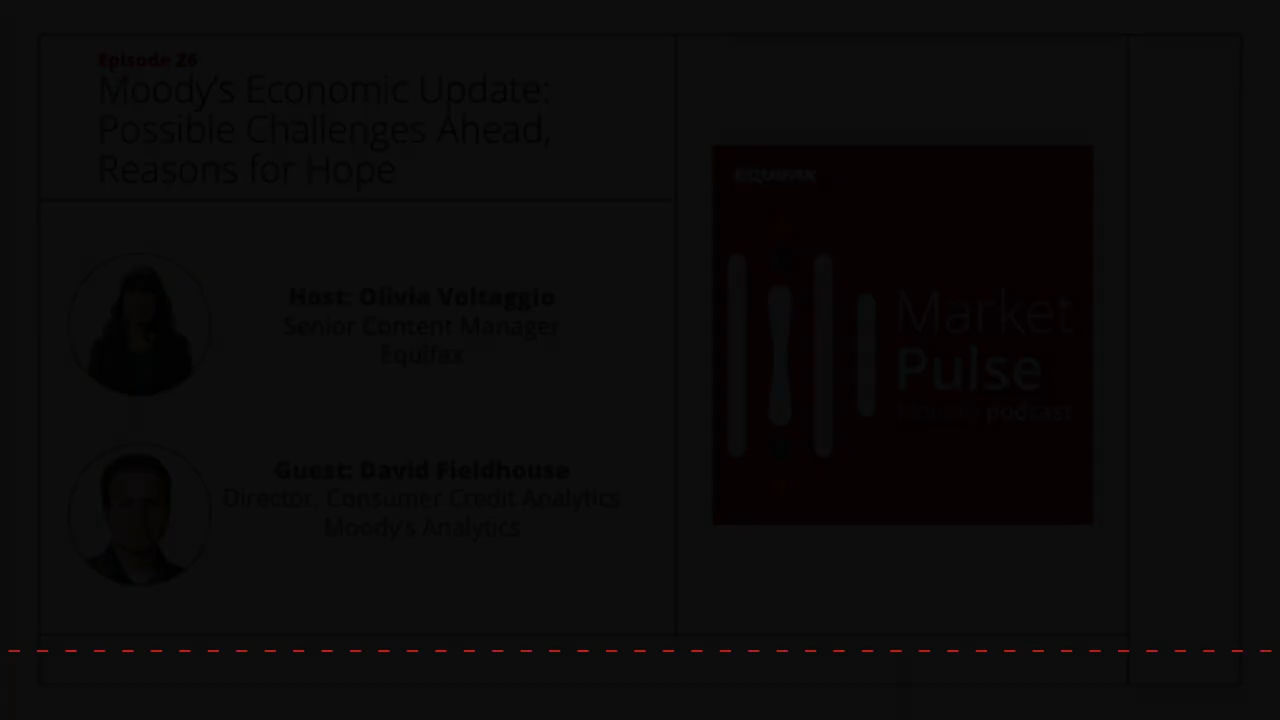 Episode 26
Moody's Economic Update:
Possible Challenges Ahead,
Reasons for Hope
Host: Olivia Voltaggio
Senior Content Manager
Equifax
Guest: David Fieldhouse
Director, Consumer Credit Analytics
Moody's Analytics
EQUIFAX
Market
Pulse
podcast